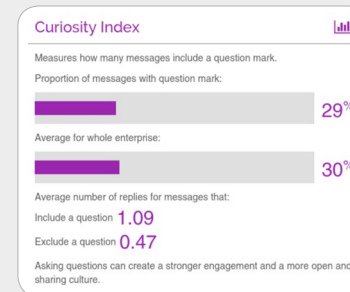 Curiosity Index
Measures how many messages include a question mark.
Proportion of messages with question mark:
29%
Average for whole enterprise:
30%
Average number of replies for messages that:
Include a question 1.09
Exclude a question 0.47
Asking questions can create a stronger engagement and a more open and
sharing culture.